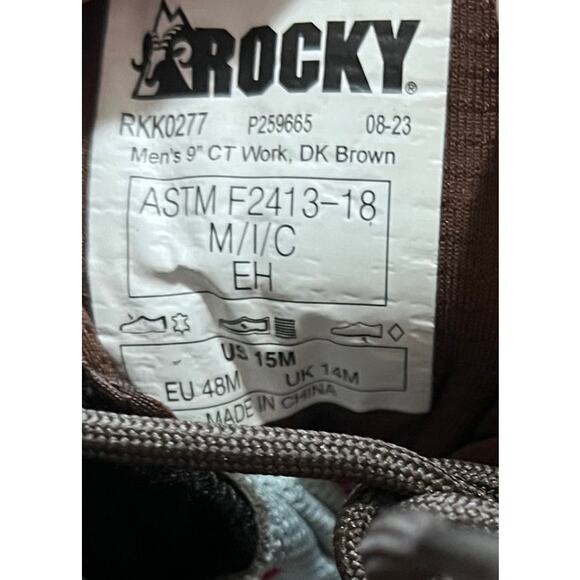 ROCKY®
RKK0277 P259665 08-23
Men's 9" CT Work, DK Brown
ASTM F2413-18
M/I/C
EH
US 15M
EU 48M UK 14M
MADE IN CHINA